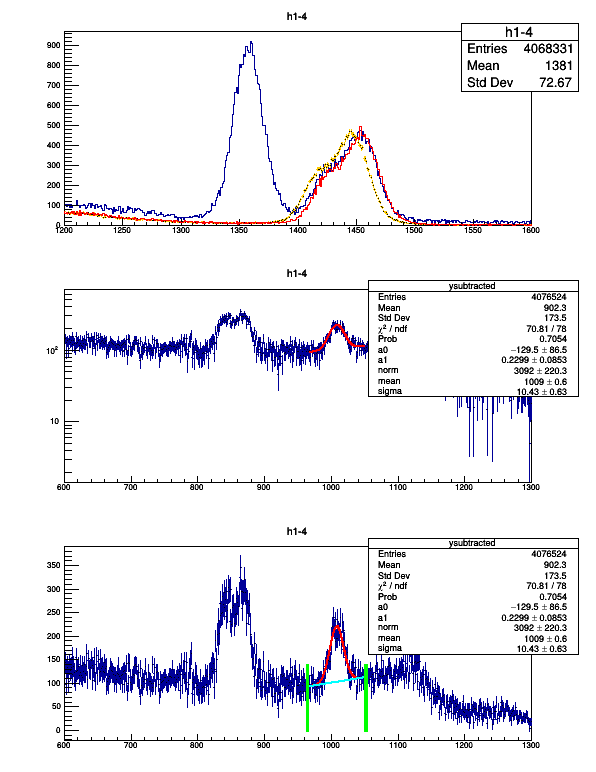 h1-4
h1-4
Entries 4068331
Mean 1381
Std Dev 72.67
900
800
700
600
500
400
300
200
100
0
1200 1250 1300 1350 1400 1450 1500 1550 1600
h1-4
ysubtracted
Entries 4076524
Mean 902.3
Std Dev 173.5
χ² / ndf 70.81 / 78
Prob 0.7054
a0 −129.5 ± 86.5
a1 0.2299 ± 0.0853
norm 3092 ± 220.3
mean 1009 ± 0.6
sigma 10.43 ± 0.63
10²
10
600 700 800 900 1000 1100 1200 1300
h1-4
ysubtracted
Entries 4076524
Mean 902.3
Std Dev 173.5
χ² / ndf 70.81 / 78
Prob 0.7054
a0 −129.5 ± 86.5
a1 0.2299 ± 0.0853
norm 3092 ± 220.3
mean 1009 ± 0.6
sigma 10.43 ± 0.63
350
300
250
200
150
100
50
0
600 700 800 900 1000 1100 1200 1300